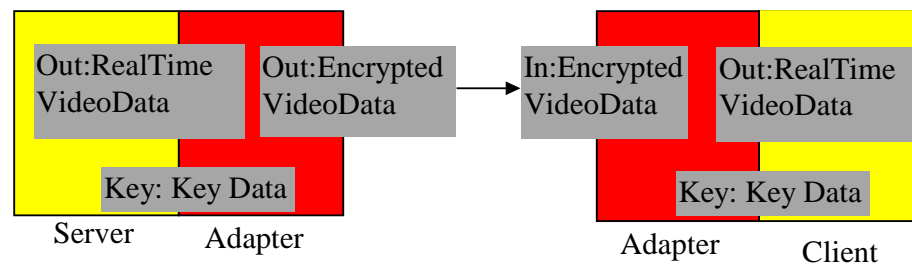 Out:RealTime
VideoData
Out:Encrypted
VideoData
Key: Key Data
Server
Adapter
In:Encrypted
VideoData
Out:RealTime
VideoData
Key: Key Data
Adapter
Client